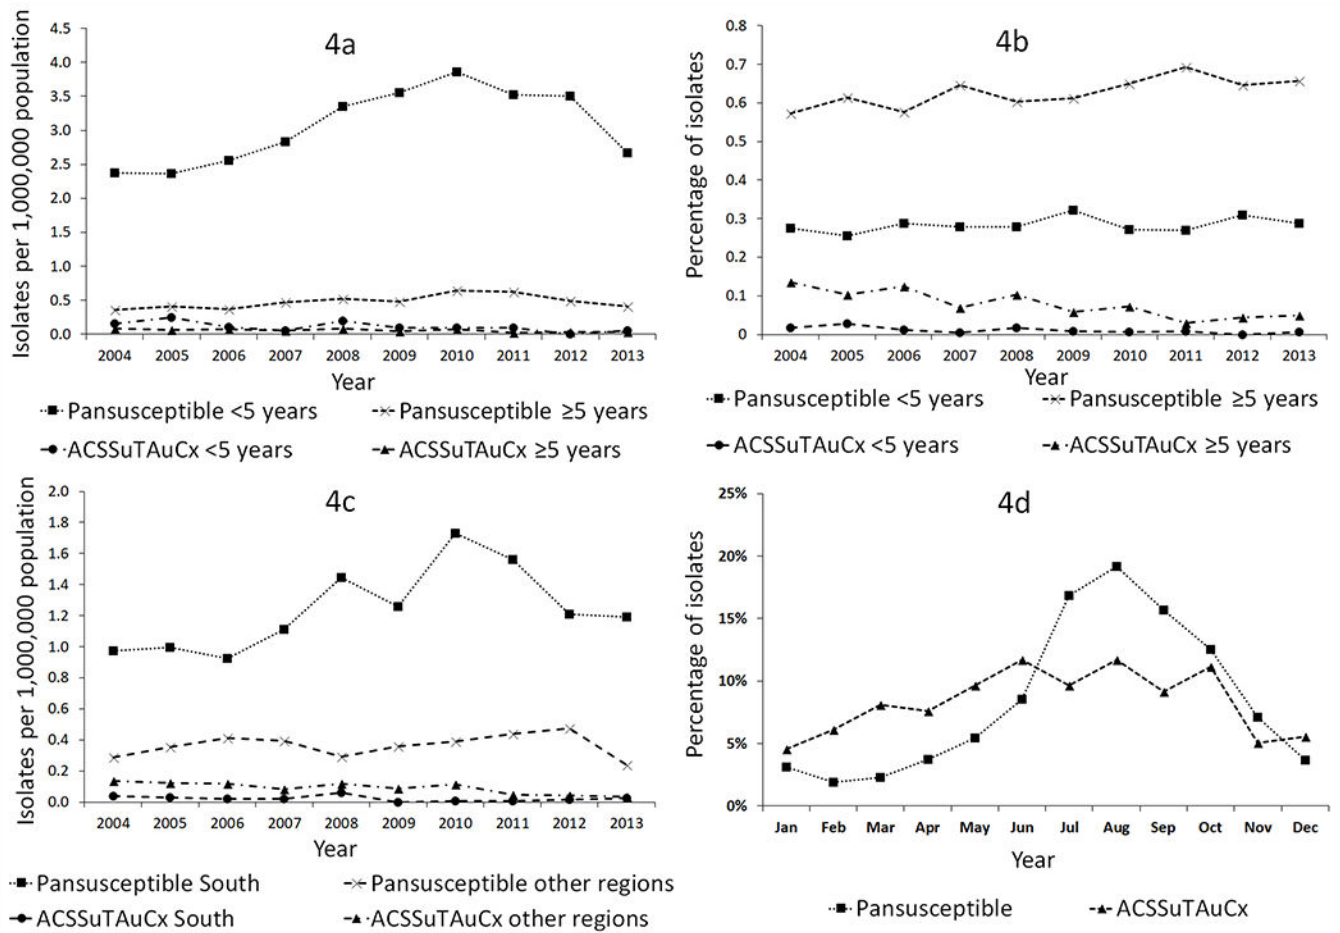 4a
Isolates per 1,000,000 population
4.5
4.0
3.5
3.0
2.5
2.0
1.5
1.0
0.5
0.0
2004 2005 2006 2007 2008 2009 2010 2011 2012 2013
Year
Pansusceptible <5 years
Pansusceptible ≥5 years
ACSSuTAuCx <5 years
ACSSuTAuCx ≥5 years
4b
Percentage of isolates
0.8
0.7
0.6
0.5
0.4
0.3
0.2
0.1
0
2004 2005 2006 2007 2008 2009 2010 2011 2012 2013
Year
Pansusceptible <5 years
Pansusceptible ≥5 years
ACSSuTAuCx <5 years
ACSSuTAuCx ≥5 years
4c
Isolates per 1,000,000 population
2.0
1.8
1.6
1.4
1.2
1.0
0.8
0.6
0.4
0.2
0.0
2004 2005 2006 2007 2008 2009 2010 2011 2012 2013
Year
Pansusceptible South
Pansusceptible other regions
ACSSuTAuCx South
ACSSuTAuCx other regions
4d
Percentage of isolates
25%
20%
15%
10%
5%
0%
Jan Feb Mar Apr May Jun Jul Aug Sep Oct Nov Dec
Year
Pansusceptible
ACSSuTAuCx